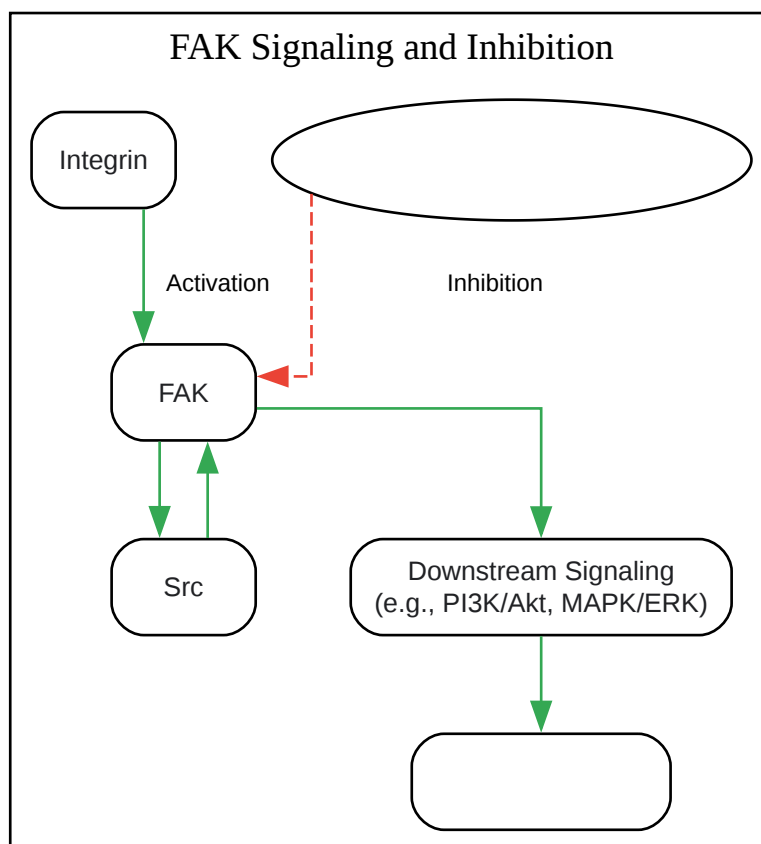 FAK Signaling and Inhibition
Integrin
Activation
Inhibition
FAK
Src
Downstream Signaling
(e.g., PI3K/Akt, MAPK/ERK)